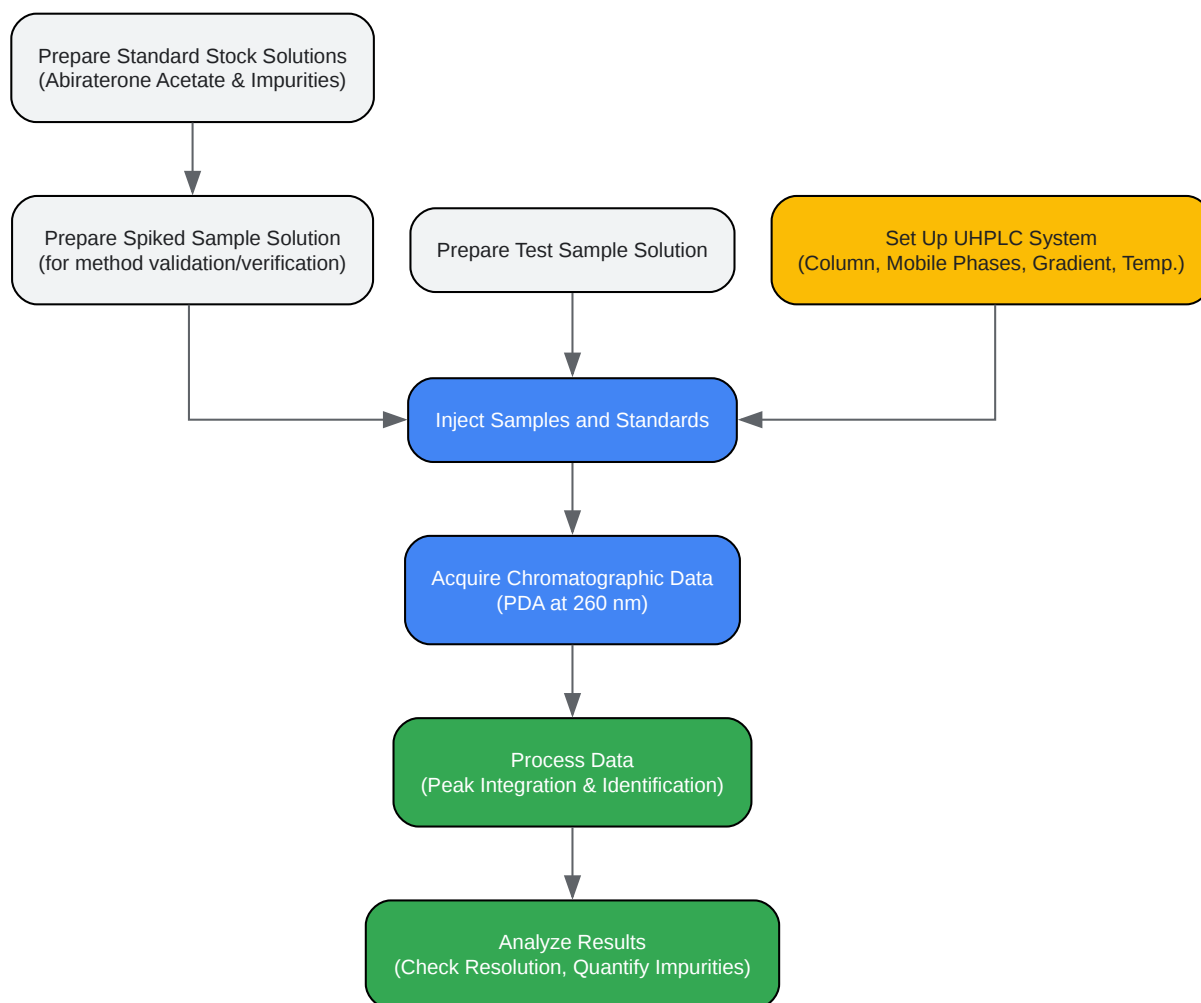 Prepare Standard Stock Solutions
(Abiraterone Acetate & Impurities)
Prepare Spiked Sample Solution
(for method validation/verification)
Prepare Test Sample Solution
Set Up UHPLC System
(Column, Mobile Phases, Gradient, Temp.)
Inject Samples and Standards
Acquire Chromatographic Data
(PDA at 260 nm)
Process Data
(Peak Integration & Identification)
Analyze Results
(Check Resolution, Quantify Impurities)